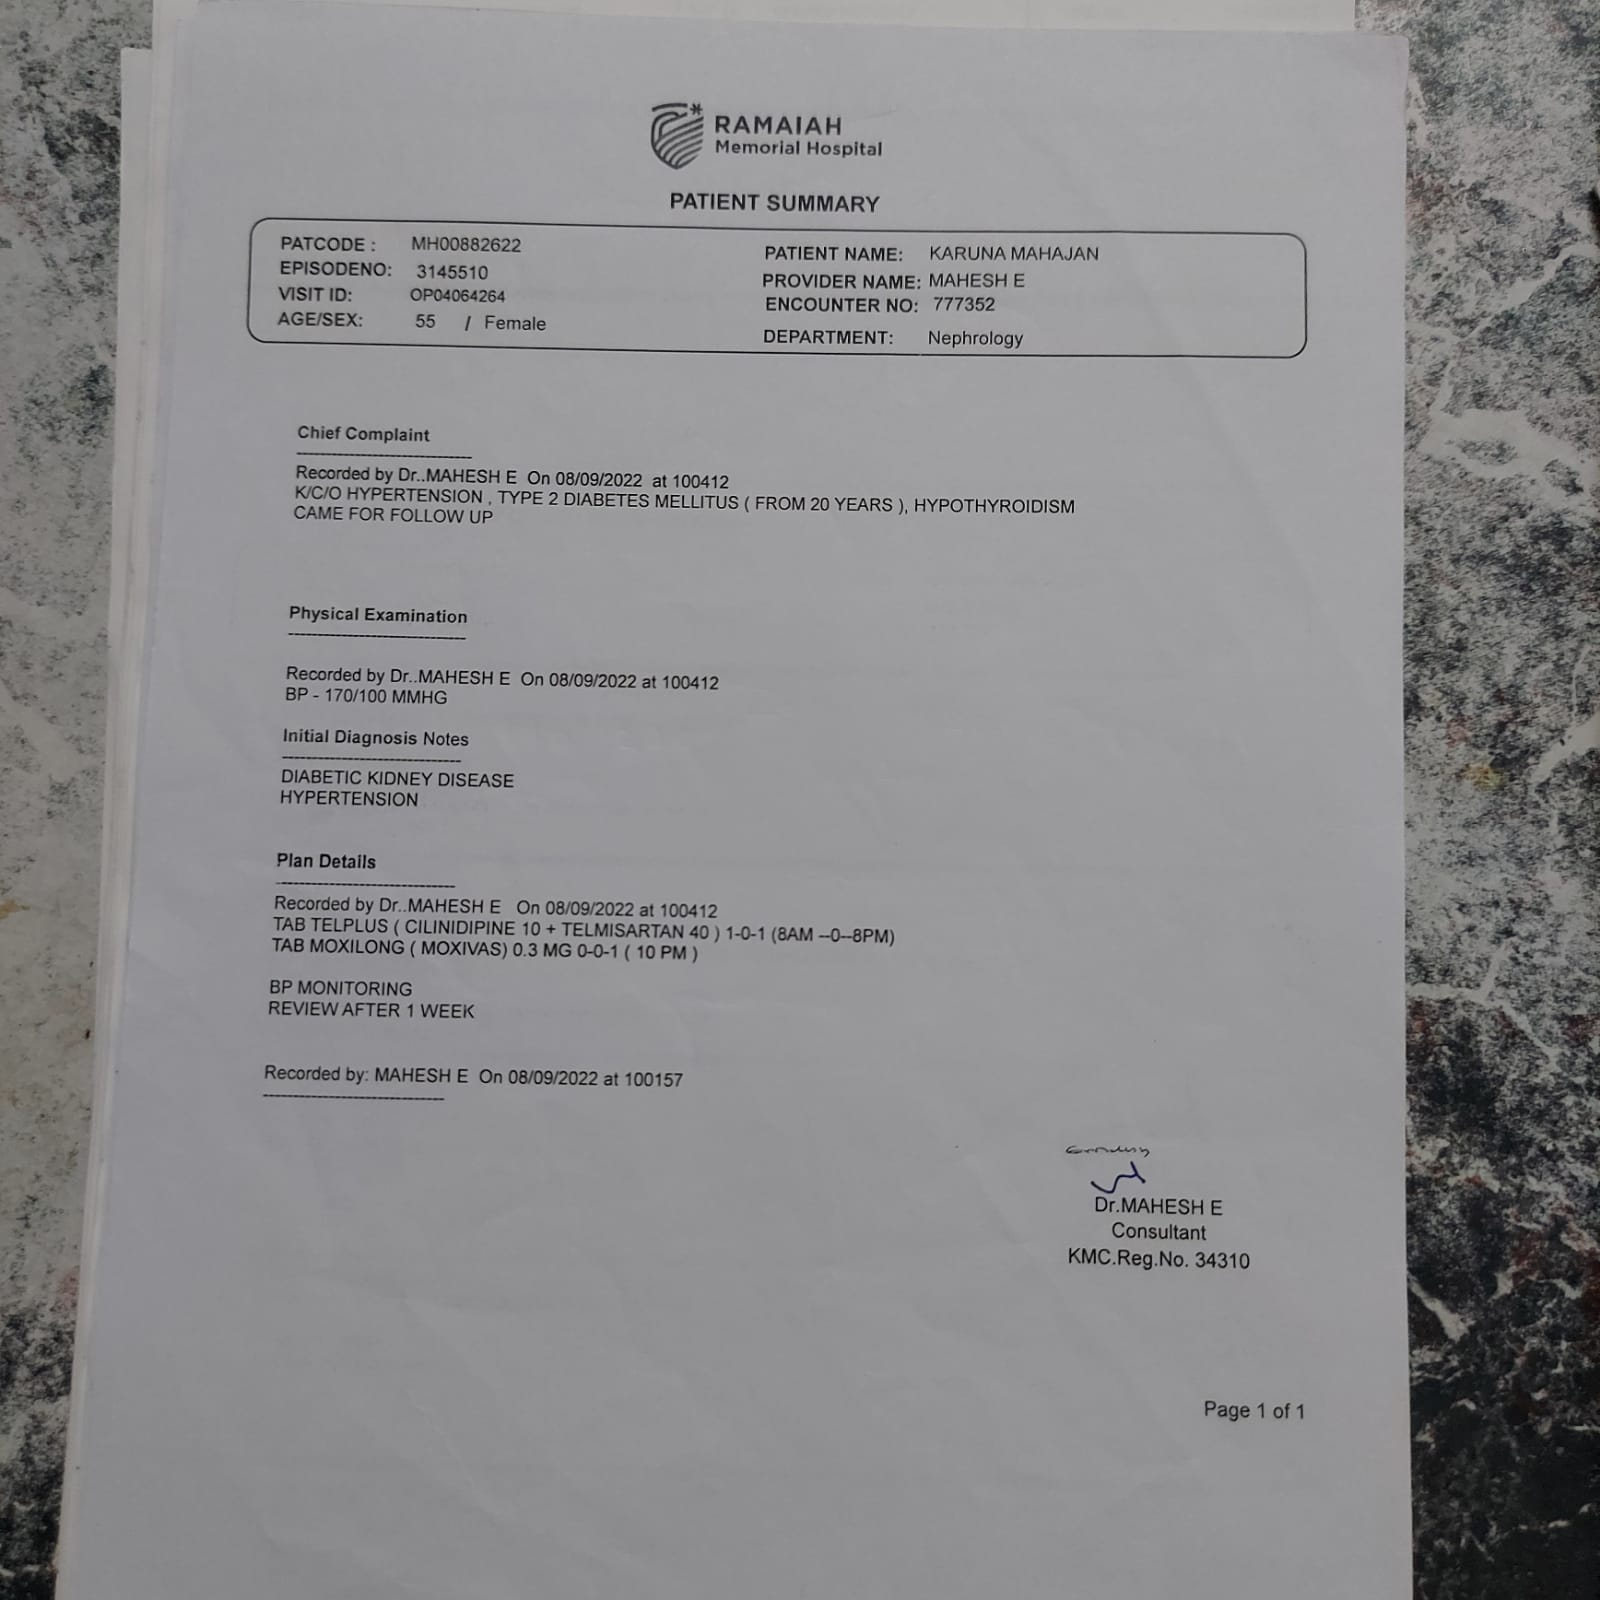 RAMAIAH
Memorial Hospital
PATIENT SUMMARY
PATCODE : MH00882622
EPISODENO: 3145510
VISIT ID: OP04064264
AGE/SEX: 55 / Female
PATIENT NAME: KARUNA MAHAJAN
PROVIDER NAME: MAHESH E
ENCOUNTER NO: 777352
DEPARTMENT: Nephrology
Chief Complaint
Recorded by Dr..MAHESH E On 08/09/2022 at 100412
K/C/O HYPERTENSION , TYPE 2 DIABETES MELLITUS ( FROM 20 YEARS ), HYPOTHYROIDISM
CAME FOR FOLLOW UP
Physical Examination
Recorded by Dr..MAHESH E On 08/09/2022 at 100412
BP - 170/100 MMHG
Initial Diagnosis Notes
DIABETIC KIDNEY DISEASE
HYPERTENSION
Plan Details
Recorded by Dr..MAHESH E On 08/09/2022 at 100412
TAB TELPLUS ( CILINIDIPINE 10 + TELMISARTAN 40 ) 1-0-1 (8AM --0--8PM)
TAB MOXILONG ( MOXIVAS) 0.3 MG 0-0-1 ( 10 PM )
BP MONITORING
REVIEW AFTER 1 WEEK
Recorded by: MAHESH E On 08/09/2022 at 100157
Dr.MAHESH E
Consultant
KMC.Reg.No. 34310
Page 1 of 1